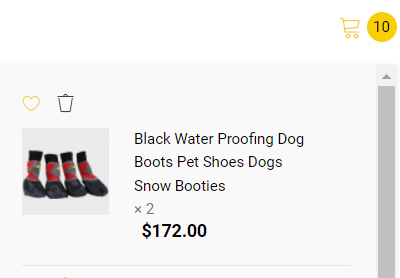 10
Black Water Proofing Dog
Boots Pet Shoes Dogs
Snow Booties
× 2
$172.00